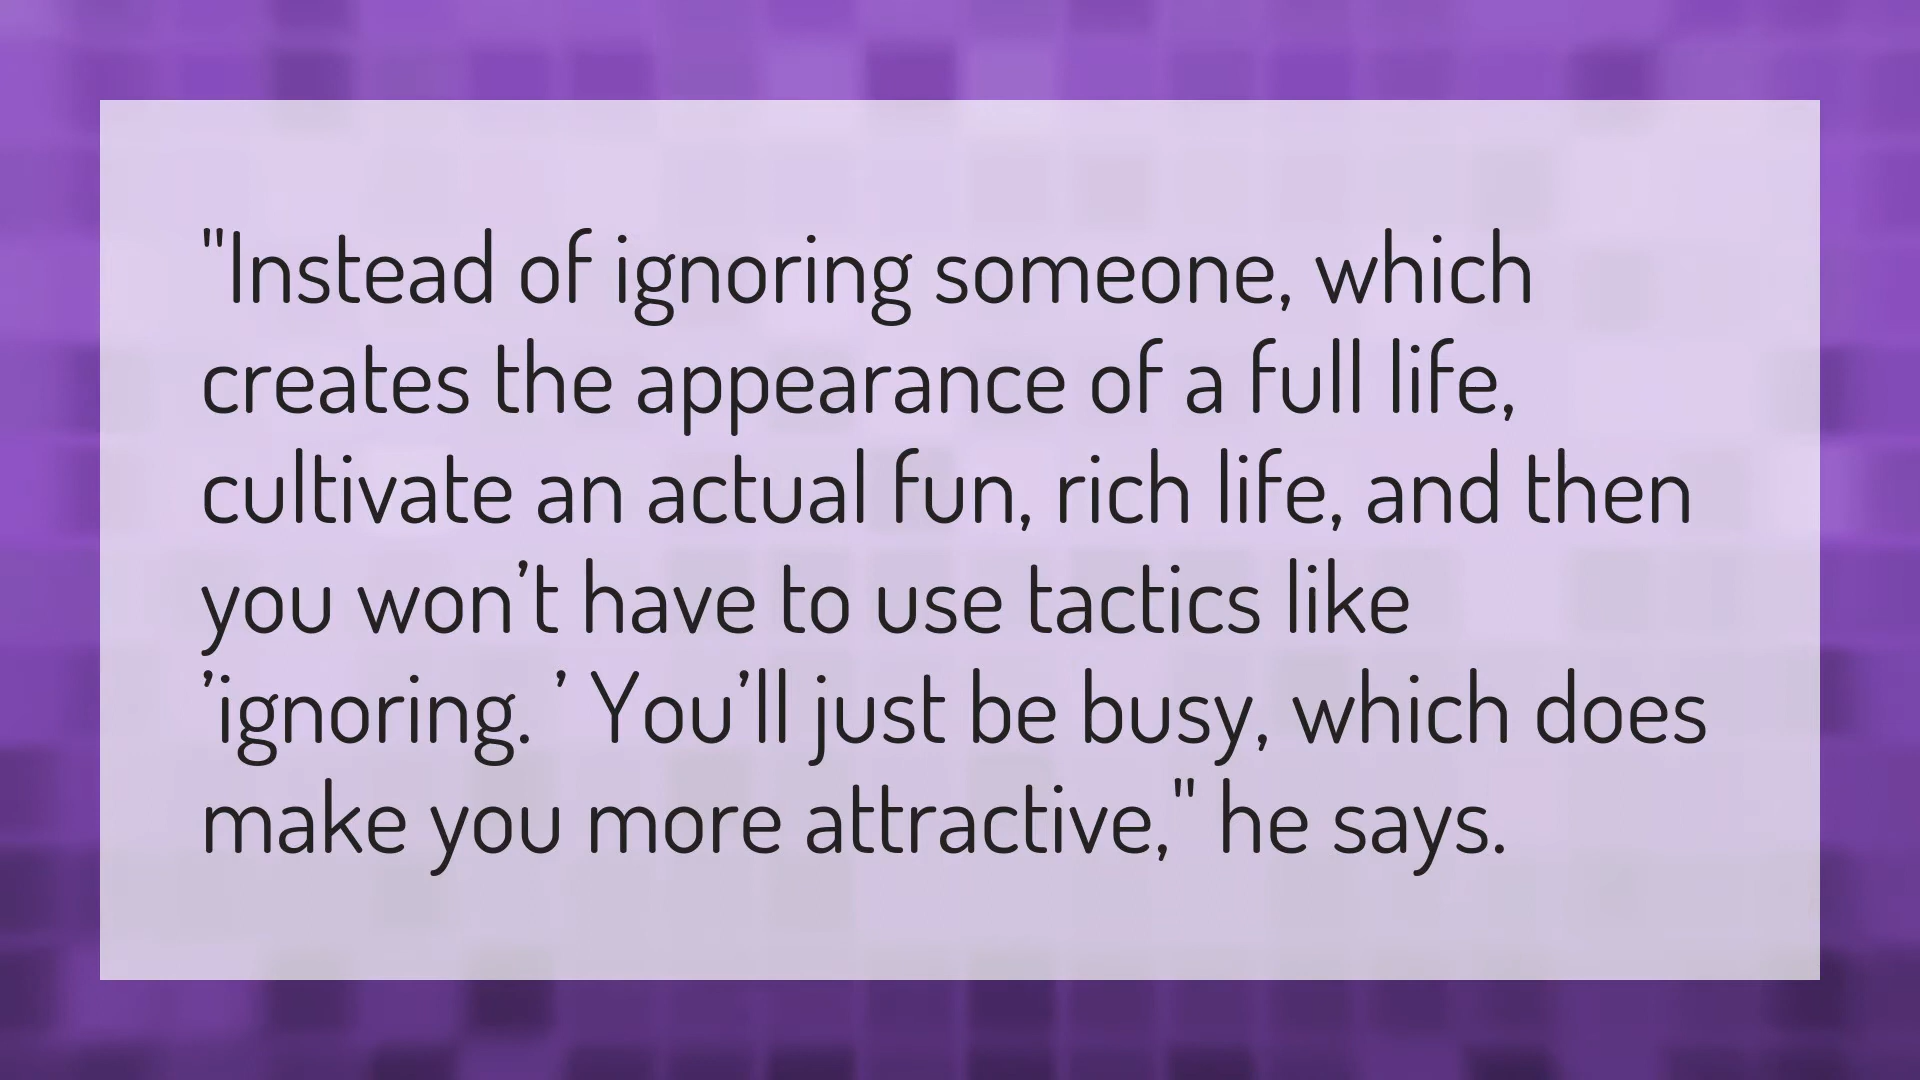 "Instead of ignoring someone, which
creates the appearance of a full life,
cultivate an actual fun, rich life, and then
you won’t have to use tactics like
’ignoring. ’ You’ll just be busy, which does
make you more attractive," he says.